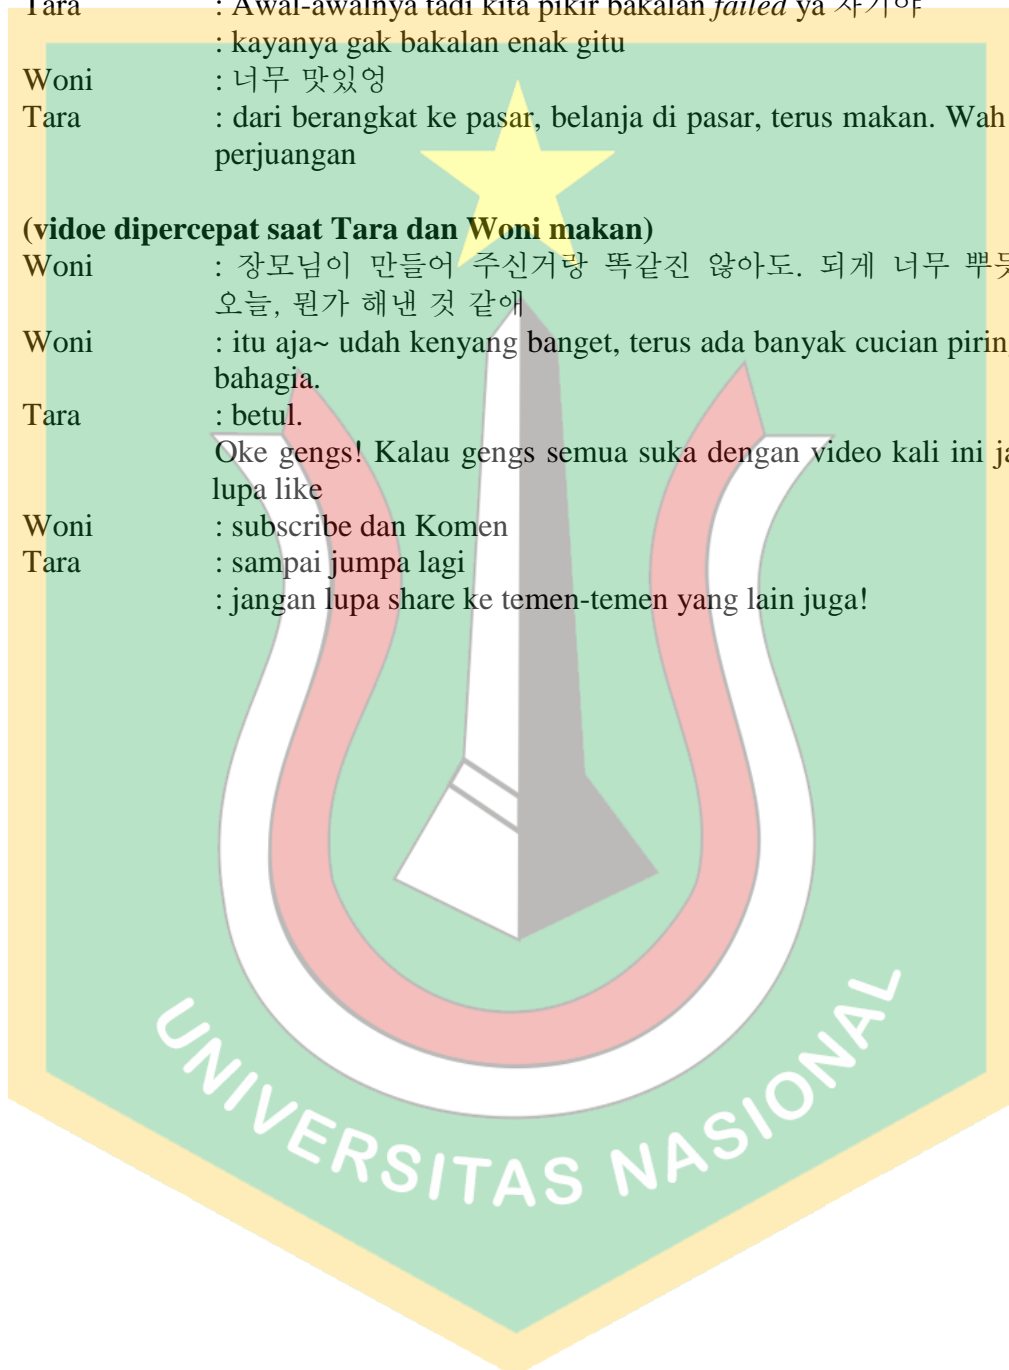 Tara : Awal-awalnya tadi kita pikir bakalan failed ya 자기야
: kayanya gak bakalan enak gitu
Woni : 너무 맛있엉
Tara : dari berangkat ke pasar, belanja di pasar, terus makan. Wah
perjuangan
(vidoe dipercepat saat Tara dan Woni makan)
Woni : 장모님이 만들어 주신거랑 똑같진 않아도. 되게 너무 뿌듯
오늘, 뭔가 해낸 것 같애
Woni : itu aja~ udah kenyang banget, terus ada banyak cucian piring
bahagia.
Tara : betul.
Oke gengs! Kalau gengs semua suka dengan video kali ini ja
lupa like
Woni : subscribe dan Komen
Tara : sampai jumpa lagi
: jangan lupa share ke temen-temen yang lain juga!
UNIVERSITAS NASIONAL